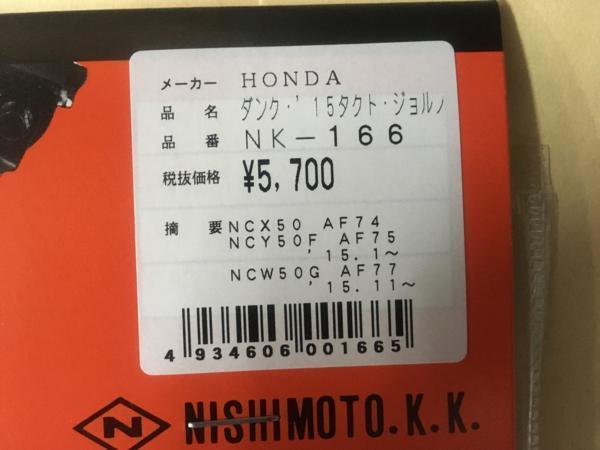 メーカー HONDA
品名 ダンク・'15タクト・ジョルノ
品番 NK-166
税抜価格 ¥5,700
摘要 NCX50 AF74
NCY50F AF75
'15.1～
NCW50G AF77
'15.11～
4 934606 001665
N NISHIMOTO.K.K.